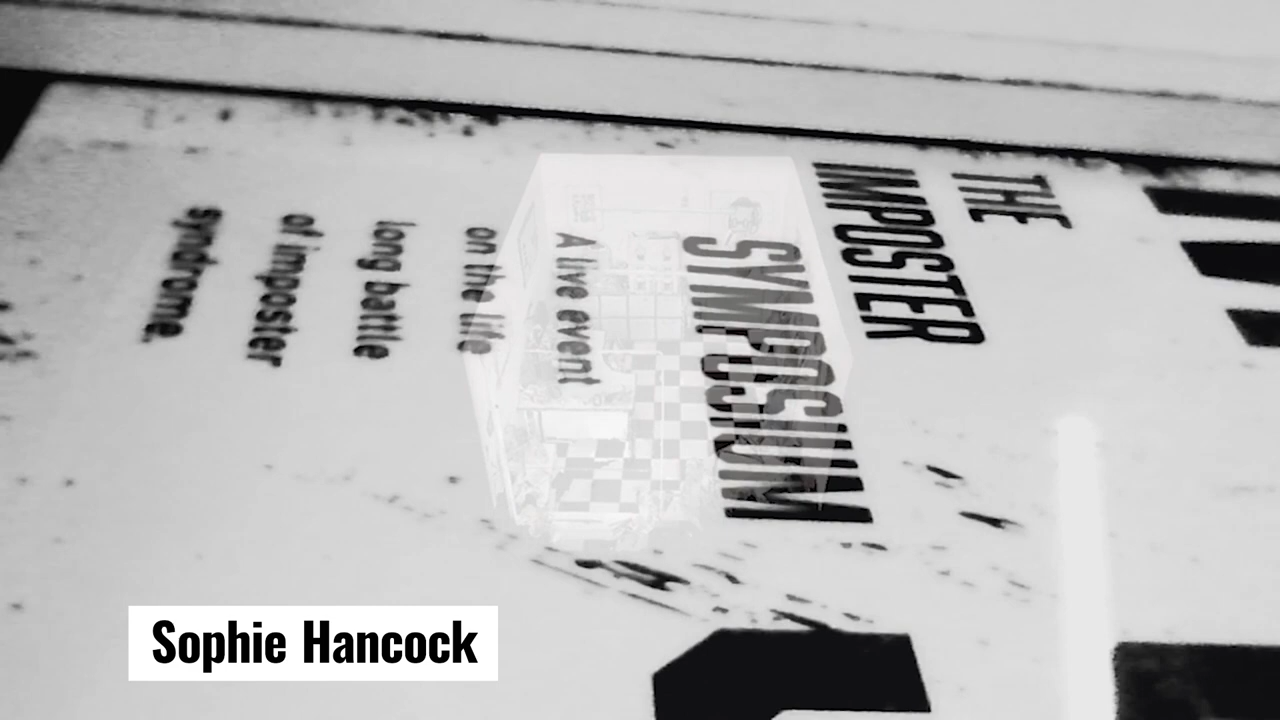 THE
IMPOSTER
SYMPOSIUM
A live event
on the life
long battle
of imposter
syndrome.
Sophie Hancock